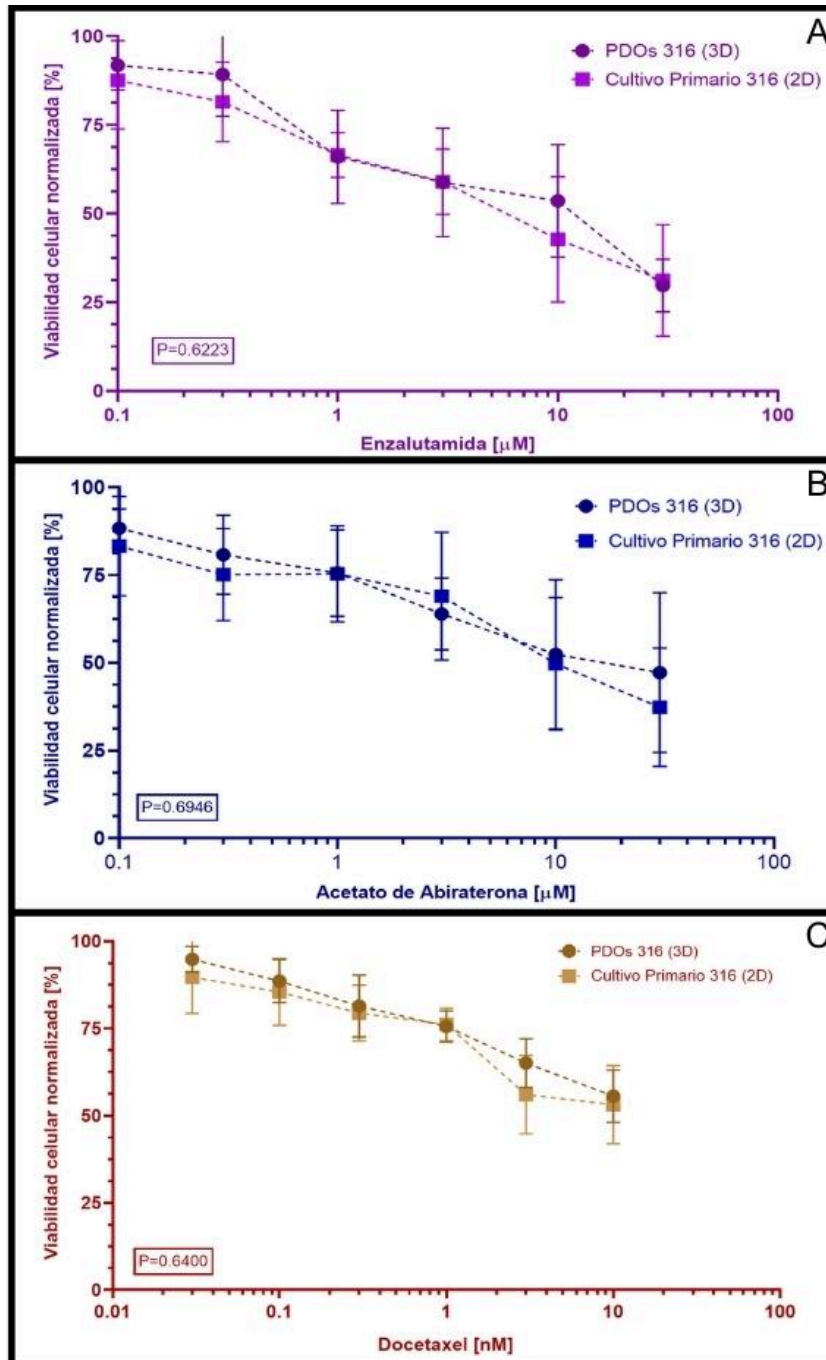 A
PDOs 316 (3D)
Cultivo Primario 316 (2D)
Viabilidad celular normalizada [%]
100
75
50
25
0
P=0.6223
0.1
1
10
100
Enzalutamida [μM]
B
PDOs 316 (3D)
Cultivo Primario 316 (2D)
Viabilidad celular normalizada [%]
100
75
50
25
0
P=0.6946
0.1
1
10
100
Acetato de Abiraterona [μM]
C
PDOs 316 (3D)
Cultivo Primario 316 (2D)
Viabilidad celular normalizada [%]
100
75
50
25
0
P=0.6400
0.01
0.1
1
10
100
Docetaxel [nM]